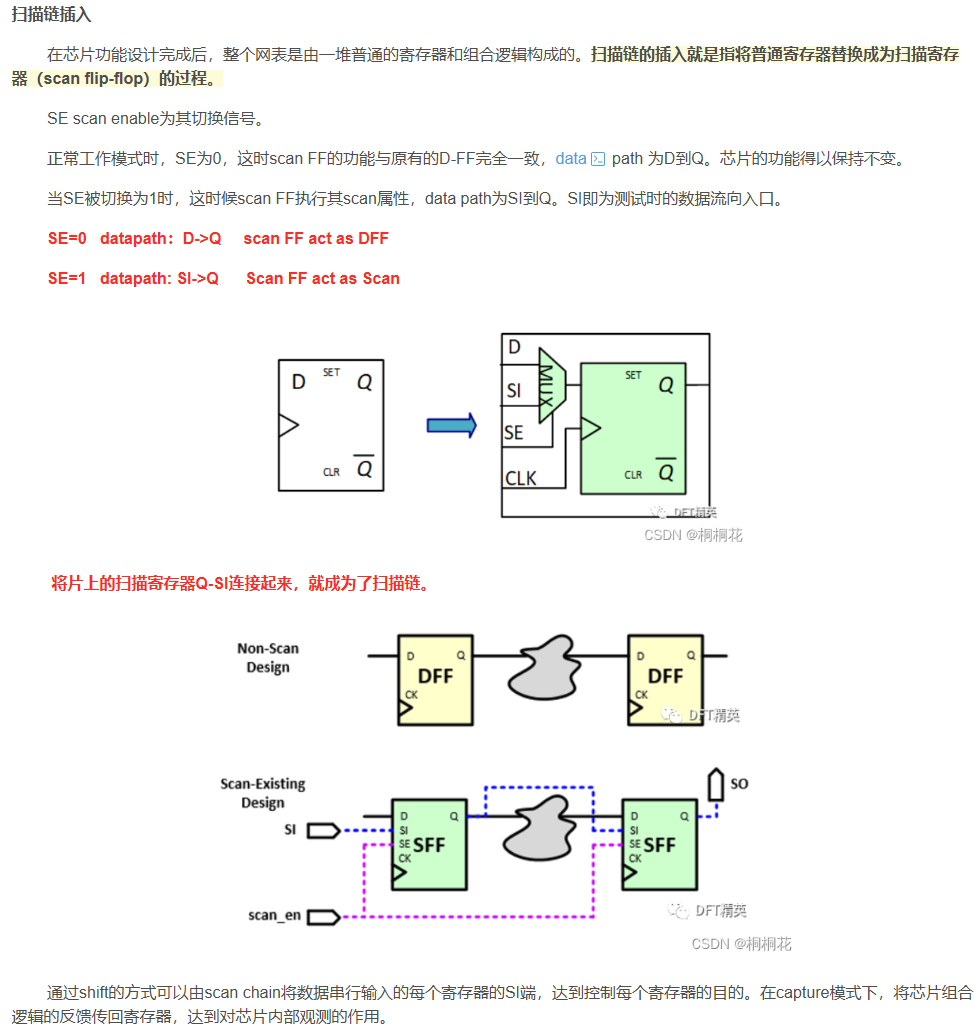 扫描链插入
在芯片功能设计完成后，整个网表是由一堆普通的寄存器和组合逻辑构成的。扫描链的插入就是指将普通寄存器替换成为扫描寄存
器（scan flip-flop）的过程。
SE scan enable为其切换信号。
正常工作模式时，SE为0，这时scan FF的功能与原有的D-FF完全一致，data path 为D到Q。芯片的功能得以保持不变。
当SE被切换为1时，这时候scan FF执行其scan属性，data path为SI到Q。SI即为测试时的数据流向入口。
SE=0 datapath：D->Q scan FF act as DFF
SE=1 datapath: SI->Q Scan FF act as Scan
D SET Q
CLR Q
D
SI
SE
CLK
MUX
SET Q
CLR Q
DFT精英
CSDN @桐桐花
将片上的扫描寄存器Q-SI连接起来，就成为了扫描链。
Non-Scan
Design
D Q
DFF
CK
D Q
DFF
CK
DFT精英
Scan-Existing
Design
SI
scan_en
D Q
SI
SE SFF
CK
D Q
SI
SE SFF
CK
SO
DFT精英
CSDN @桐桐花
通过shift的方式可以由scan chain将数据串行输入的每个寄存器的SI端，达到控制每个寄存器的目的。在capture模式下，将芯片组合
逻辑的反馈传回寄存器，达到对芯片内部观测的作用。